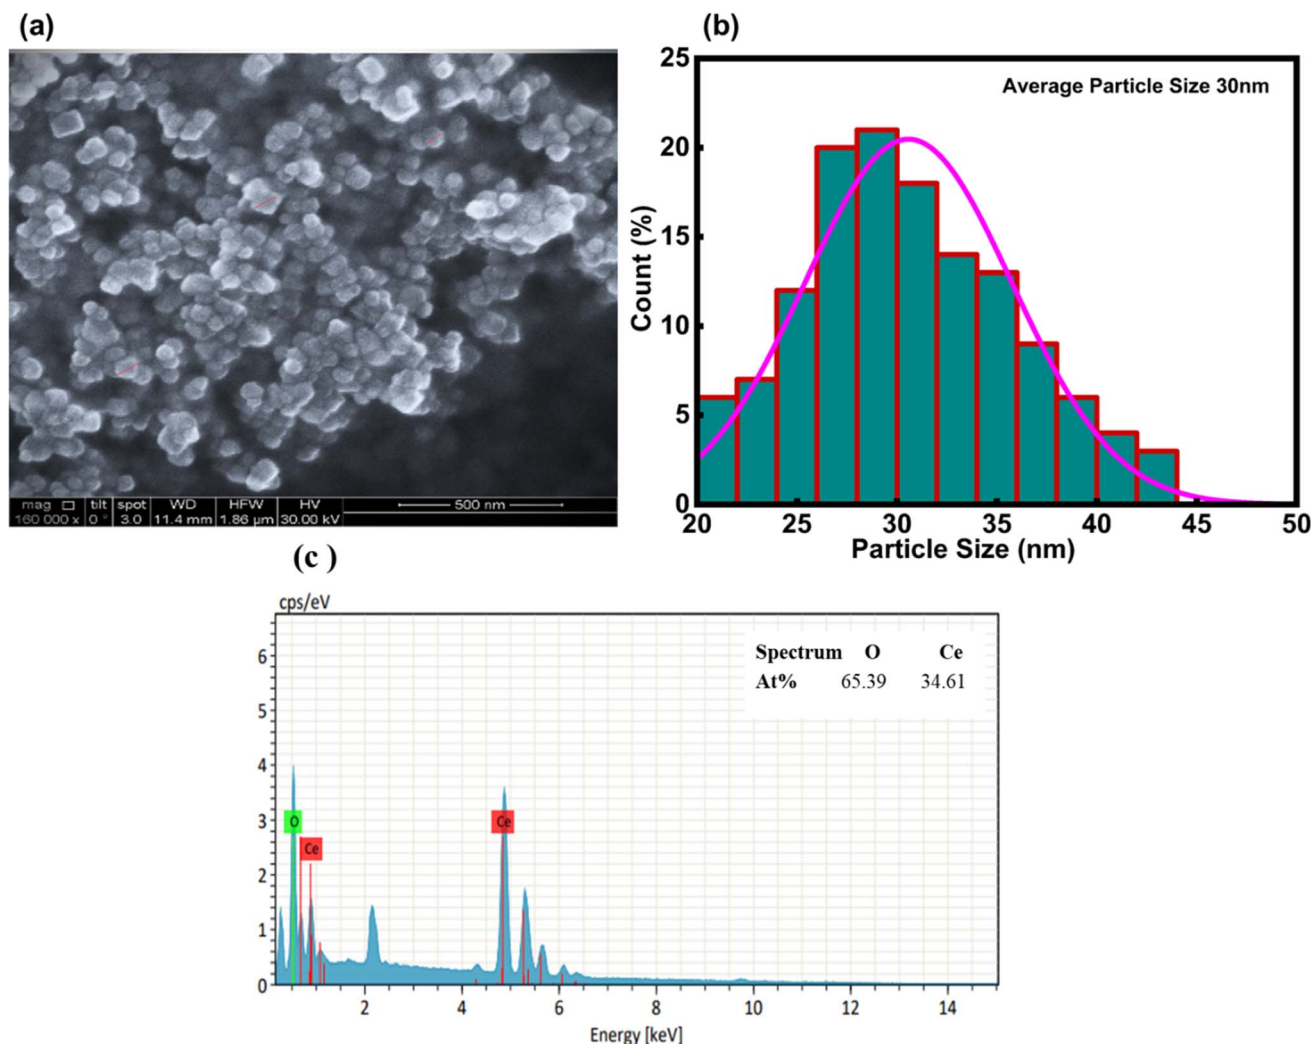 (a)
mag tilt spot WD HFW HV
160 000 x 0 ° 3.0 11.4 mm 1.86 µm 30.00 kV
500 nm
(b)
Average Particle Size 30nm
Count (%)
25
20
15
10
5
0
20 25 30 35 40 45 50
Particle Size (nm)
(c )
cps/eV
Spectrum O Ce
At% 65.39 34.61
6
5
4
3
2
1
0
O
Ce
Ce
2 4 6 8 10 12 14
Energy [keV]